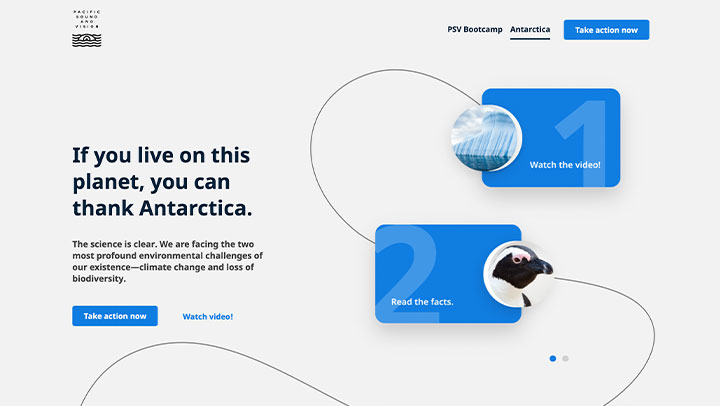 PACIFIC
SOUND
AND
VISION
PSV Bootcamp
Antarctica
Take action now
If you live on this
planet, you can
thank Antarctica.
The science is clear. We are facing the two
most profound environmental challenges of
our existence—climate change and loss of
biodiversity.
Take action now
Watch video!
1
Watch the video!
2
Read the facts.